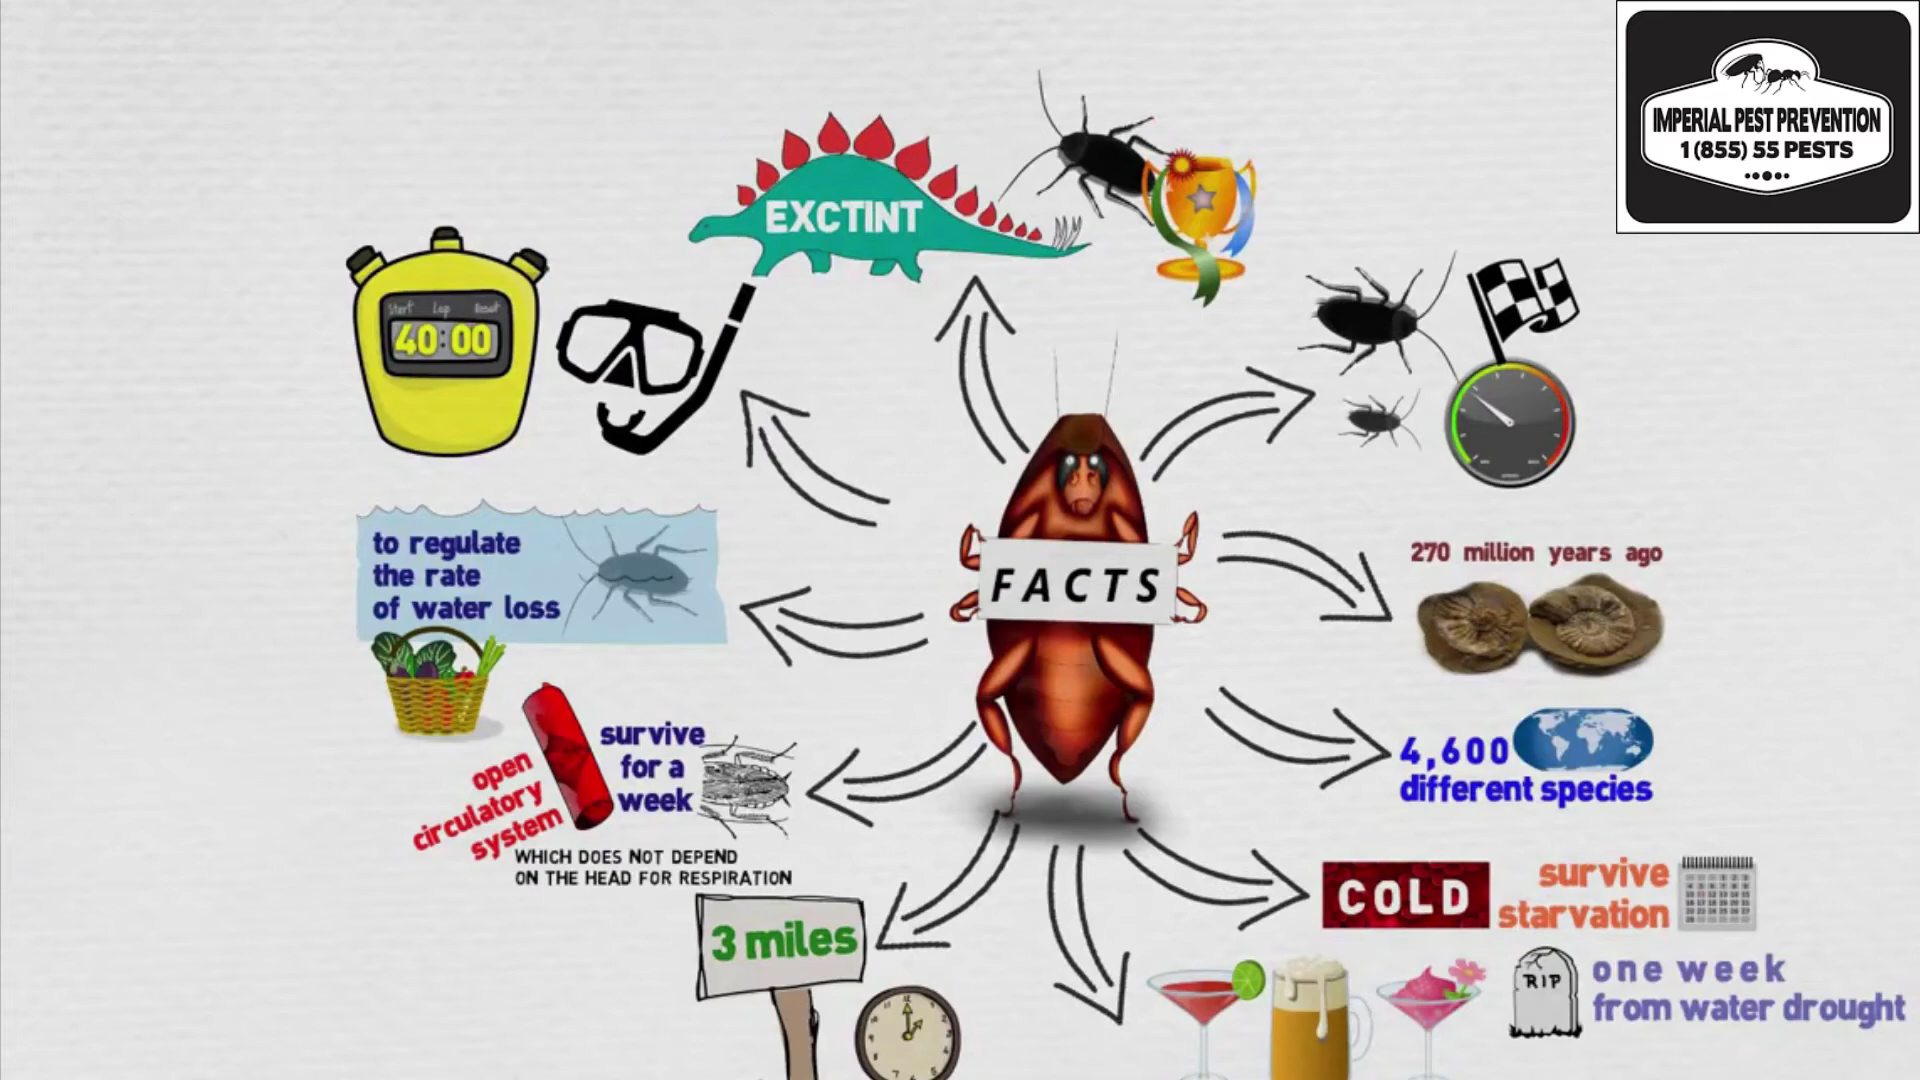 IMPERIAL PEST PREVENTION
1 (855) 55 PESTS
EXCTINT
Start Lap Reset
40:00
270 million years ago
to regulate
the rate
of water loss
FACTS
4,600
different species
survive
for a
week
open
circulatory
system
WHICH DOES NOT DEPEND
ON THE HEAD FOR RESPIRATION
COLD
survive
starvation
3 miles
RIP
one week
from water drought